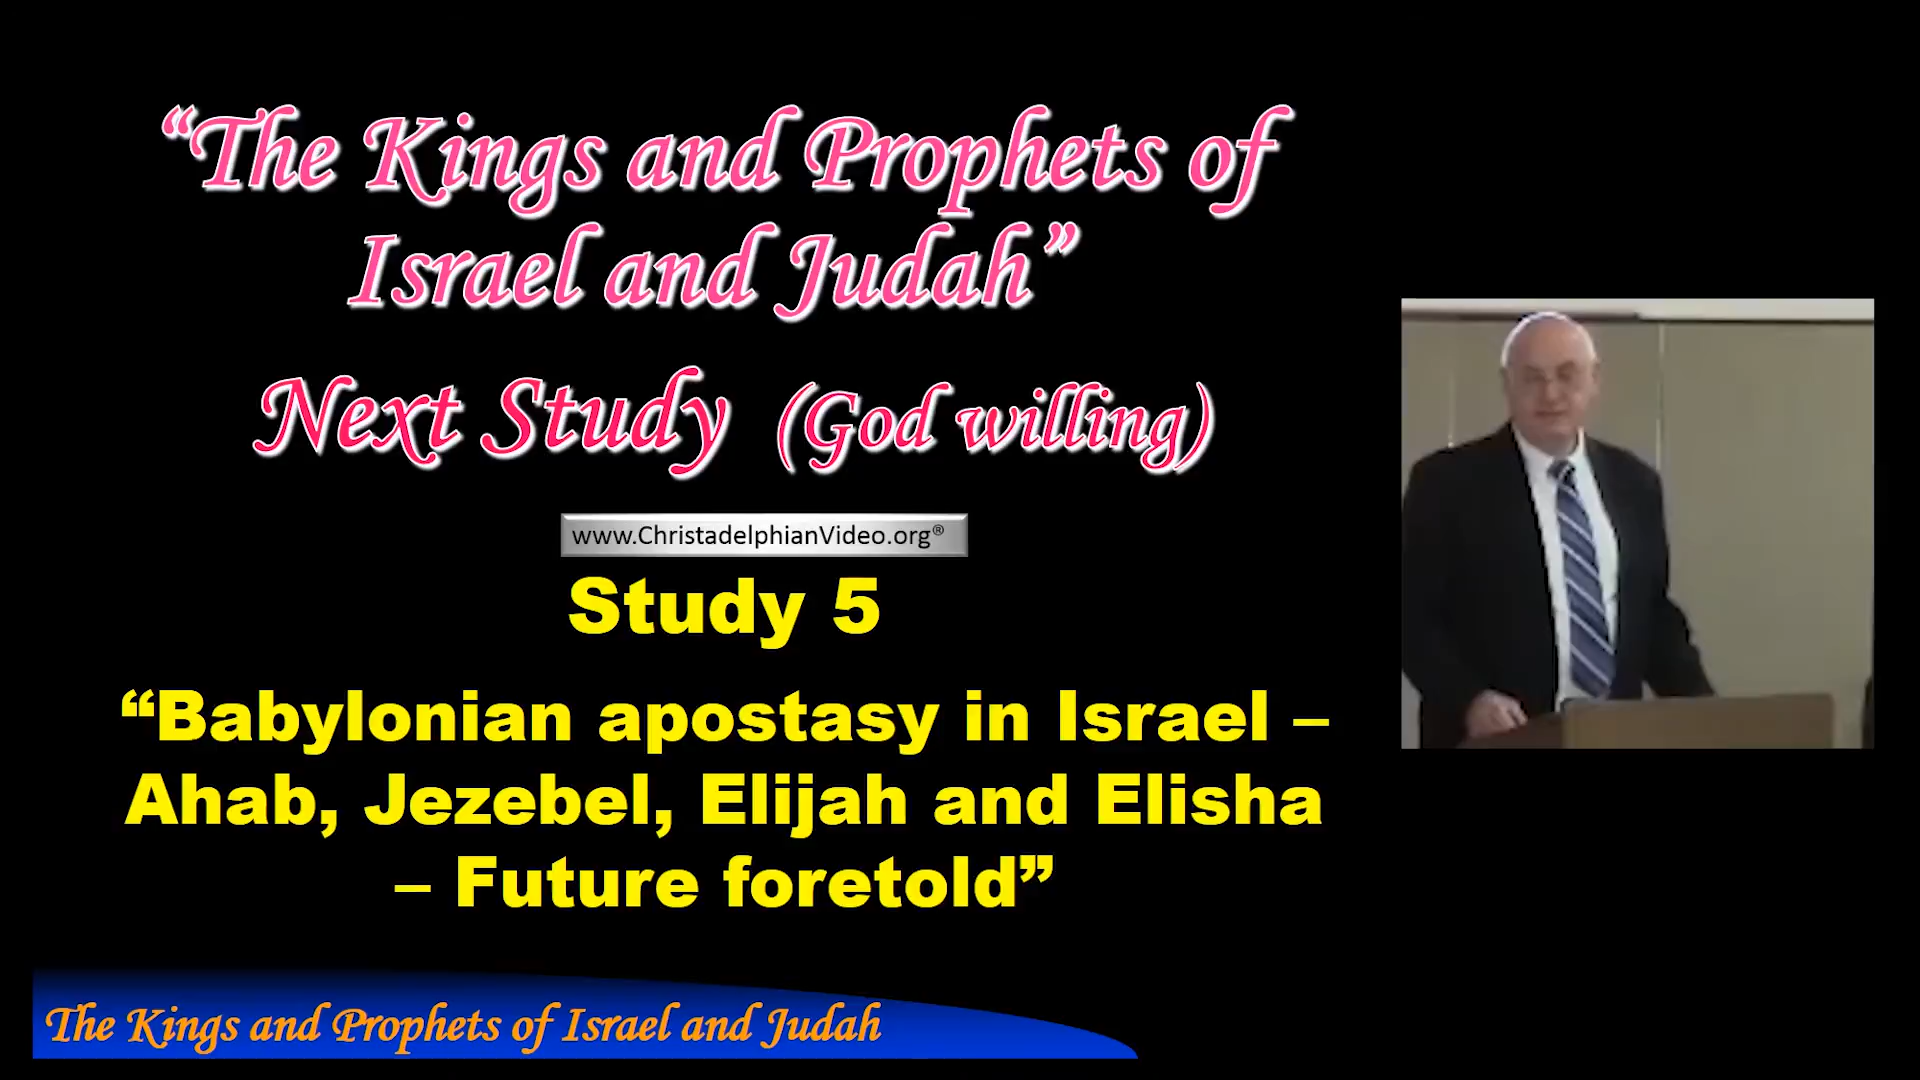 “The Kings and Prophets of
Israel and Judah”
Next Study (God willing)
www.ChristadelphianVideo.org®
Study 5
“Babylonian apostasy in Israel –
Ahab, Jezebel, Elijah and Elisha
– Future foretold”
The Kings and Prophets of Israel and Judah